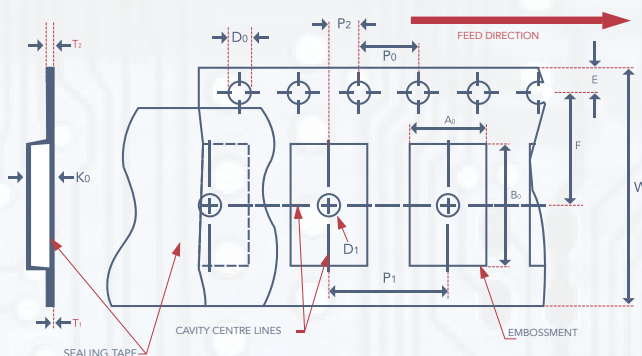 T2
D0
P2
P0
FEED DIRECTION
E
A0
F
K0
B0
W
D1
P1
T1
CAVITY CENTRE LINES
EMBOSSMENT
SEALING TAPE